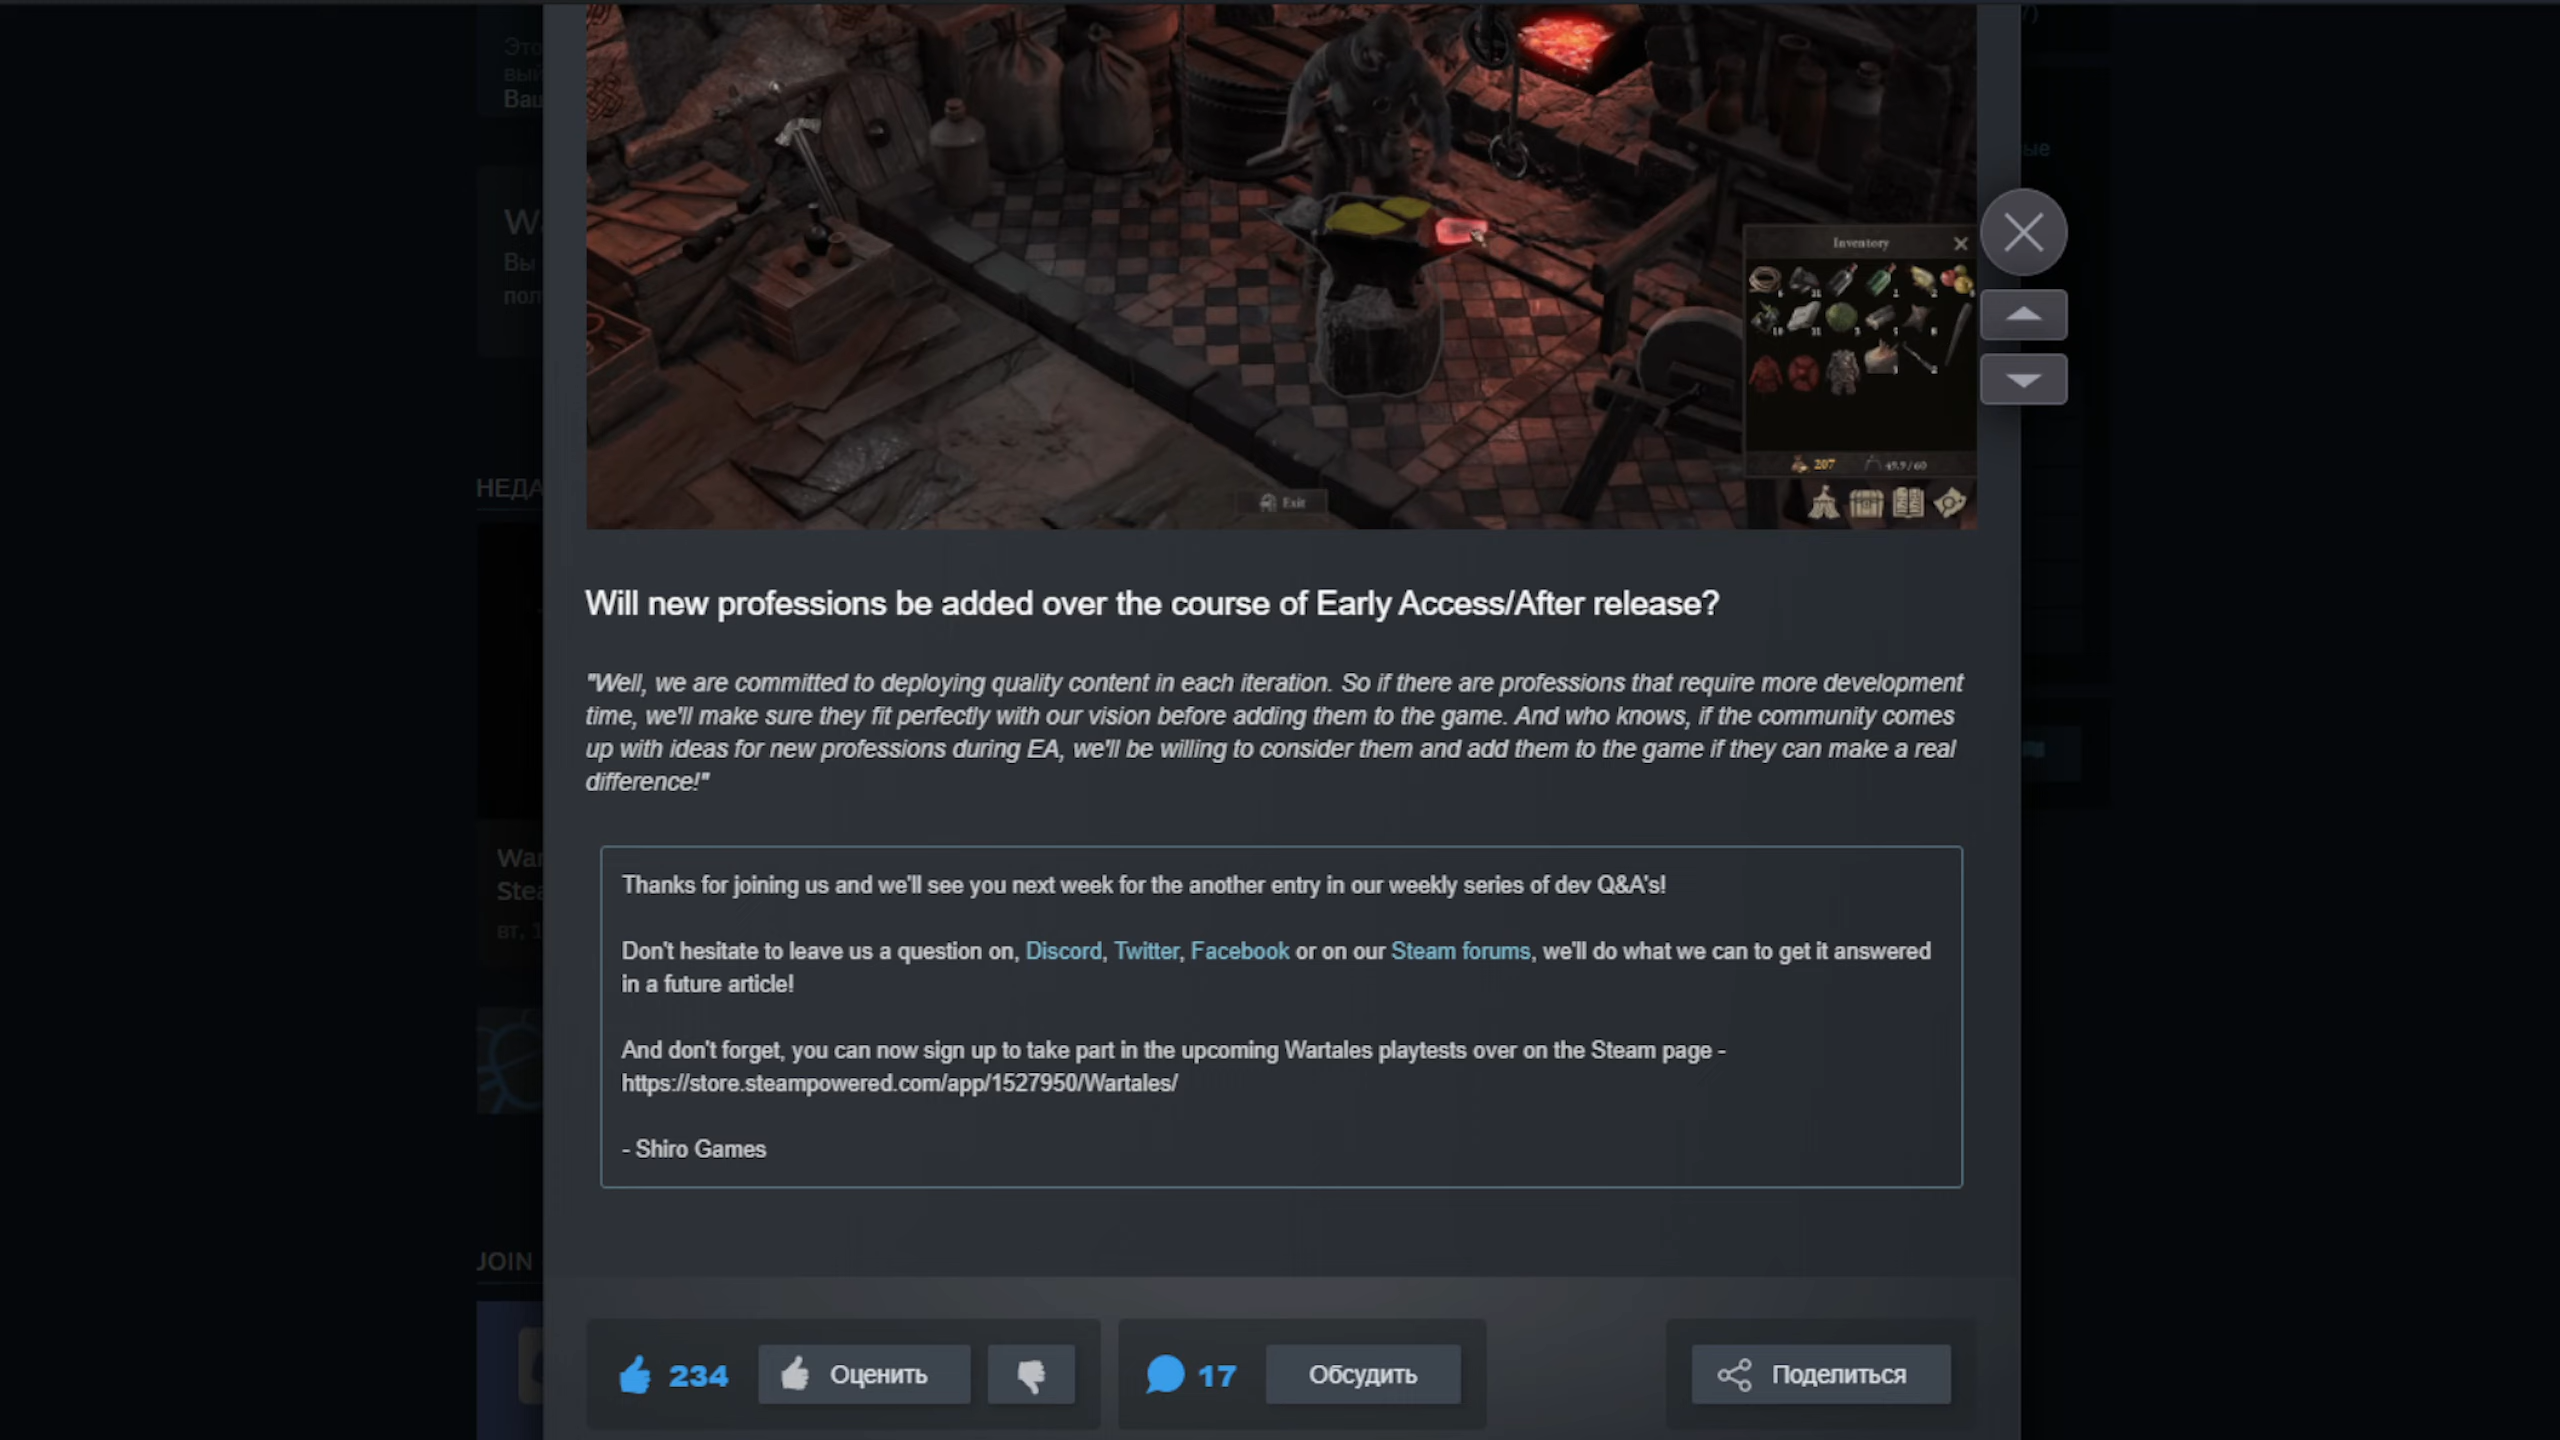 Это
Ваш
Вы
Inventory
207
49.9/60
Exit
НЕДА
Will new professions be added over the course of Early Access/After release?
"Well, we are committed to deploying quality content in each iteration. So if there are professions that require more development
time, we'll make sure they fit perfectly with our vision before adding them to the game. And who knows, if the community comes
up with ideas for new professions during EA, we'll be willing to consider them and add them to the game if they can make a real
difference!"
Thanks for joining us and we'll see you next week for the another entry in our weekly series of dev Q&A's!
Don't hesitate to leave us a question on, Discord, Twitter, Facebook or on our Steam forums, we'll do what we can to get it answered
in a future article!
And don't forget, you can now sign up to take part in the upcoming Wartales playtests over on the Steam page -
https://store.steampowered.com/app/1527950/Wartales/
- Shiro Games
JOIN
234
Оценить
17
Обсудить
Поделиться